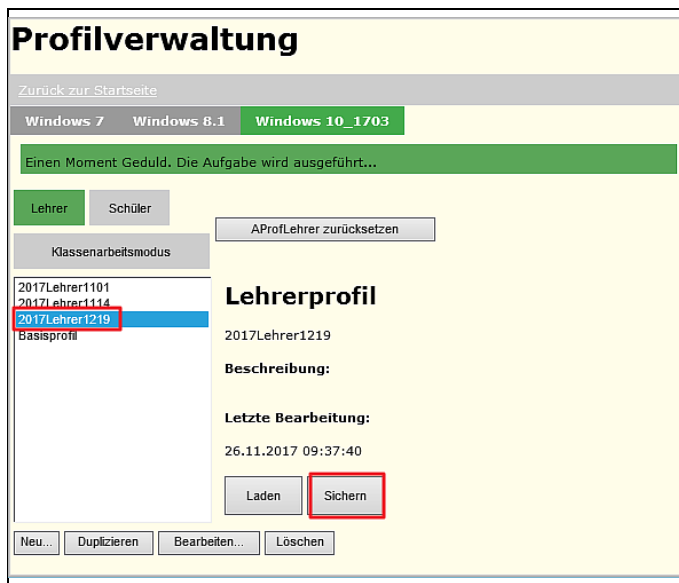 Profilverwaltung
Zurück zur Startseite
Windows 7 Windows 8.1 Windows 10_1703
Einen Moment Geduld. Die Aufgabe wird ausgeführt...
Lehrer Schüler
AProfLehrer zurücksetzen
Klassenarbeitsmodus
2017Lehrer1101
2017Lehrer1114
2017Lehrer1219
Basisprofil
Lehrerprofil
2017Lehrer1219
Beschreibung:
Letzte Bearbeitung:
26.11.2017 09:37:40
Laden Sichern
Neu... Duplizieren Bearbeiten... Löschen